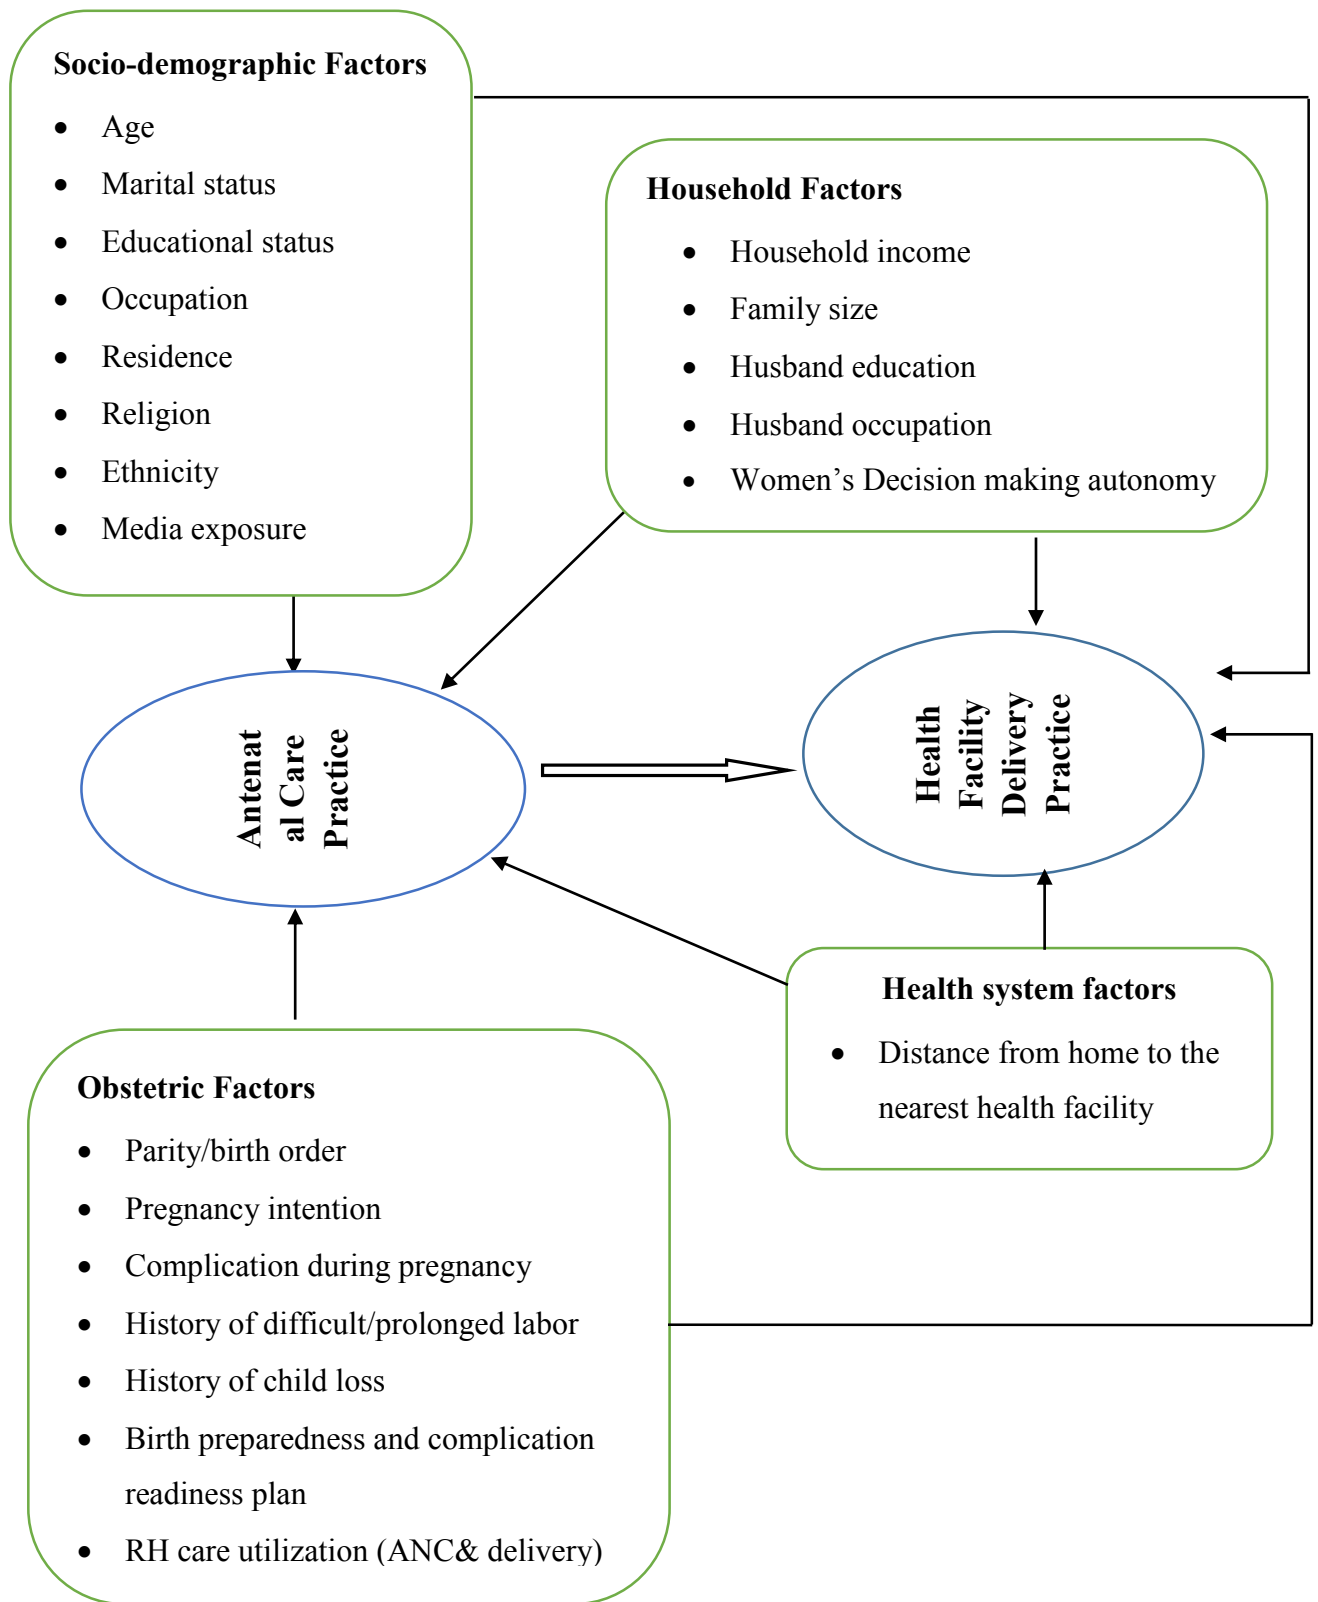 Socio-demographic Factors
• Age
• Marital status
• Educational status
• Occupation
• Residence
• Religion
• Ethnicity
• Media exposure
Household Factors
• Household income
• Family size
• Husband education
• Husband occupation
• Women’s Decision making autonomy
Antenat
al Care
Practice
Health
Facility
Delivery
Practice
Health system factors
• Distance from home to the
nearest health facility
Obstetric Factors
• Parity/birth order
• Pregnancy intention
• Complication during pregnancy
• History of difficult/prolonged labor
• History of child loss
• Birth preparedness and complication
readiness plan
• RH care utilization (ANC& delivery)